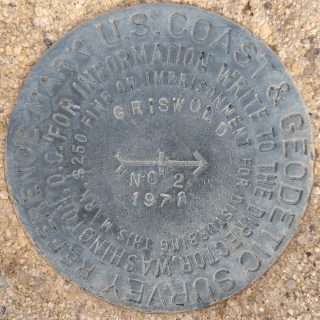 U.S. COAST & GEODETIC SURVEY REFERENCE MARK
FOR INFORMATION WRITE TO THE DIRECTOR, WASHINGTON, D.C.
$250 FINE OR IMPRISONMENT FOR DISTURBING THIS MARK.
GRISWOLD
NO 2